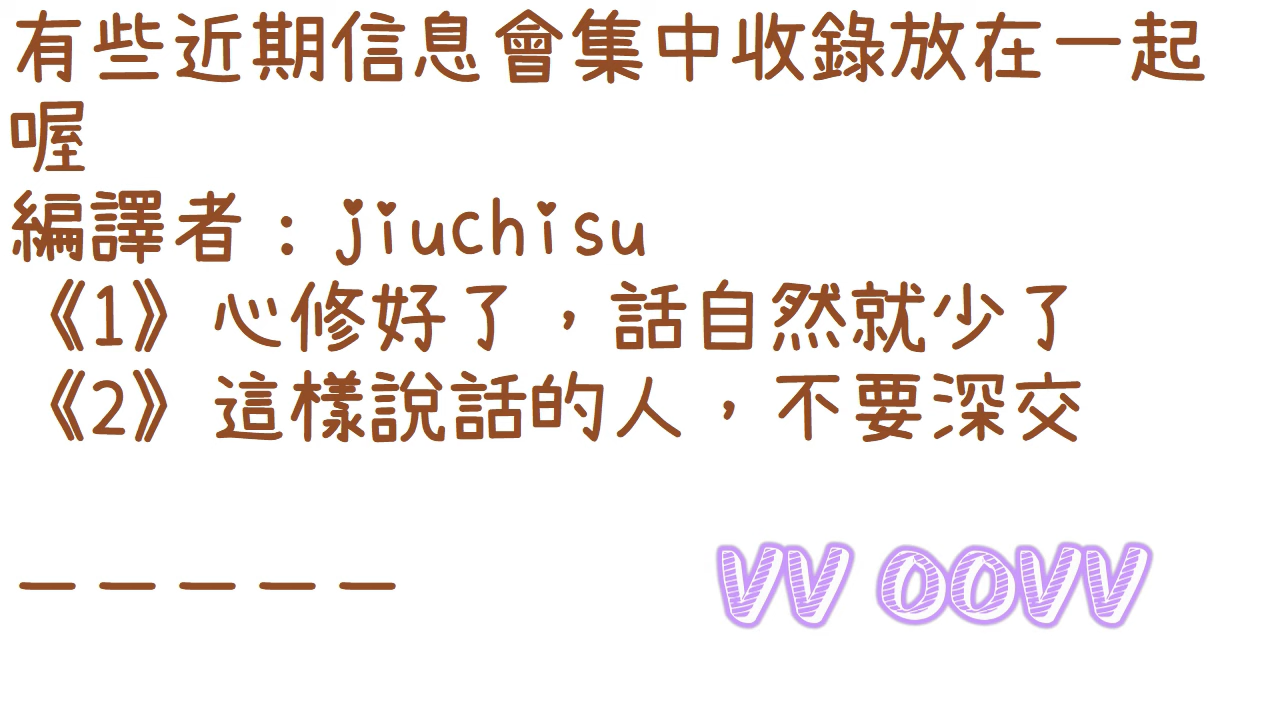 有些近期信息會集中收錄放在一起
喔
編譯者：jiuchisu
《1》心修好了，話自然就少了
《2》這樣說話的人，不要深交
－－－－－
VV OOVV